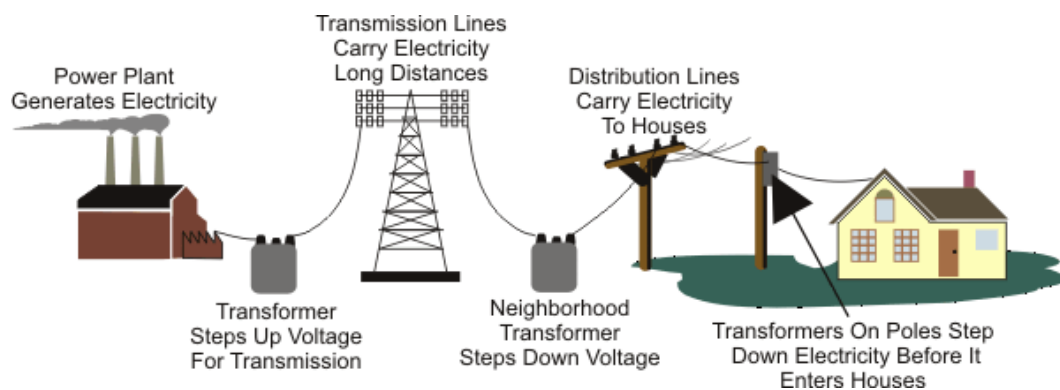 Power Plant
Generates Electricity
Transformer
Steps Up Voltage
For Transmission
Transmission Lines
Carry Electricity
Long Distances
Neighborhood
Transformer
Steps Down Voltage
Distribution Lines
Carry Electricity
To Houses
Transformers On Poles Step
Down Electricity Before It
Enters Houses